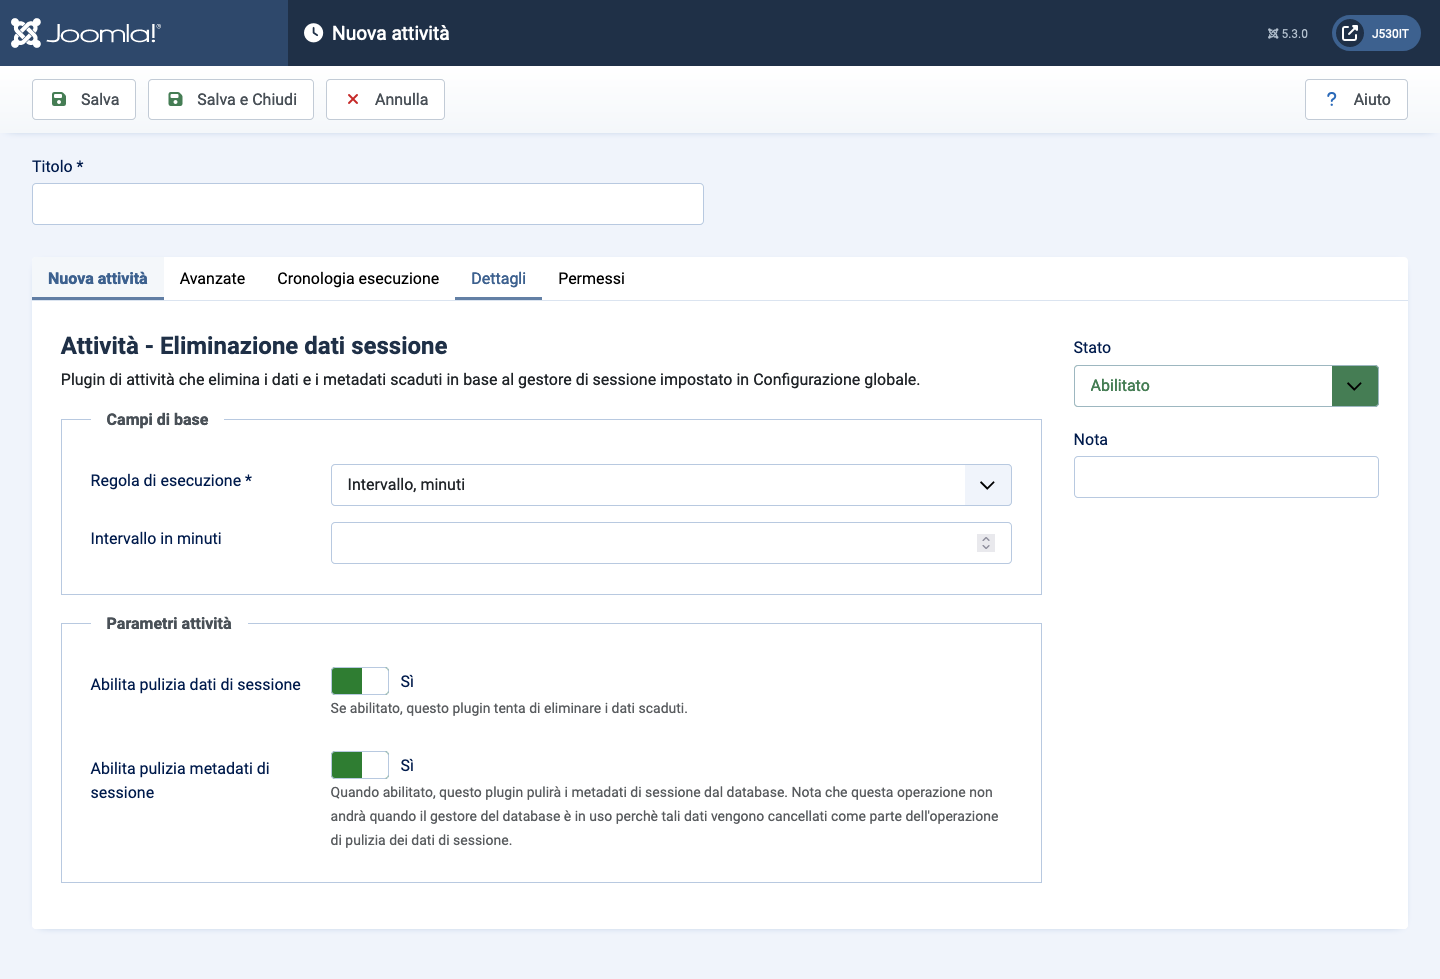 Joomla!®
Nuova attività
5.3.0
J530IT
Salva
Salva e Chiudi
Annulla
? Aiuto
Titolo *
Nuova attività
Avanzate
Cronologia esecuzione
Dettagli
Permessi
Attività - Eliminazione dati sessione
Plugin di attività che elimina i dati e i metadati scaduti in base al gestore di sessione impostato in Configurazione globale.
Campi di base
Regola di esecuzione *
Intervallo, minuti
Intervallo in minuti
Parametri attività
Abilita pulizia dati di sessione
Sì
Se abilitato, questo plugin tenta di eliminare i dati scaduti.
Abilita pulizia metadati di
sessione
Sì
Quando abilitato, questo plugin pulirà i metadati di sessione dal database. Nota che questa operazione non
andrà quando il gestore del database è in uso perchè tali dati vengono cancellati come parte dell'operazione
di pulizia dei dati di sessione.
Stato
Abilitato
Nota